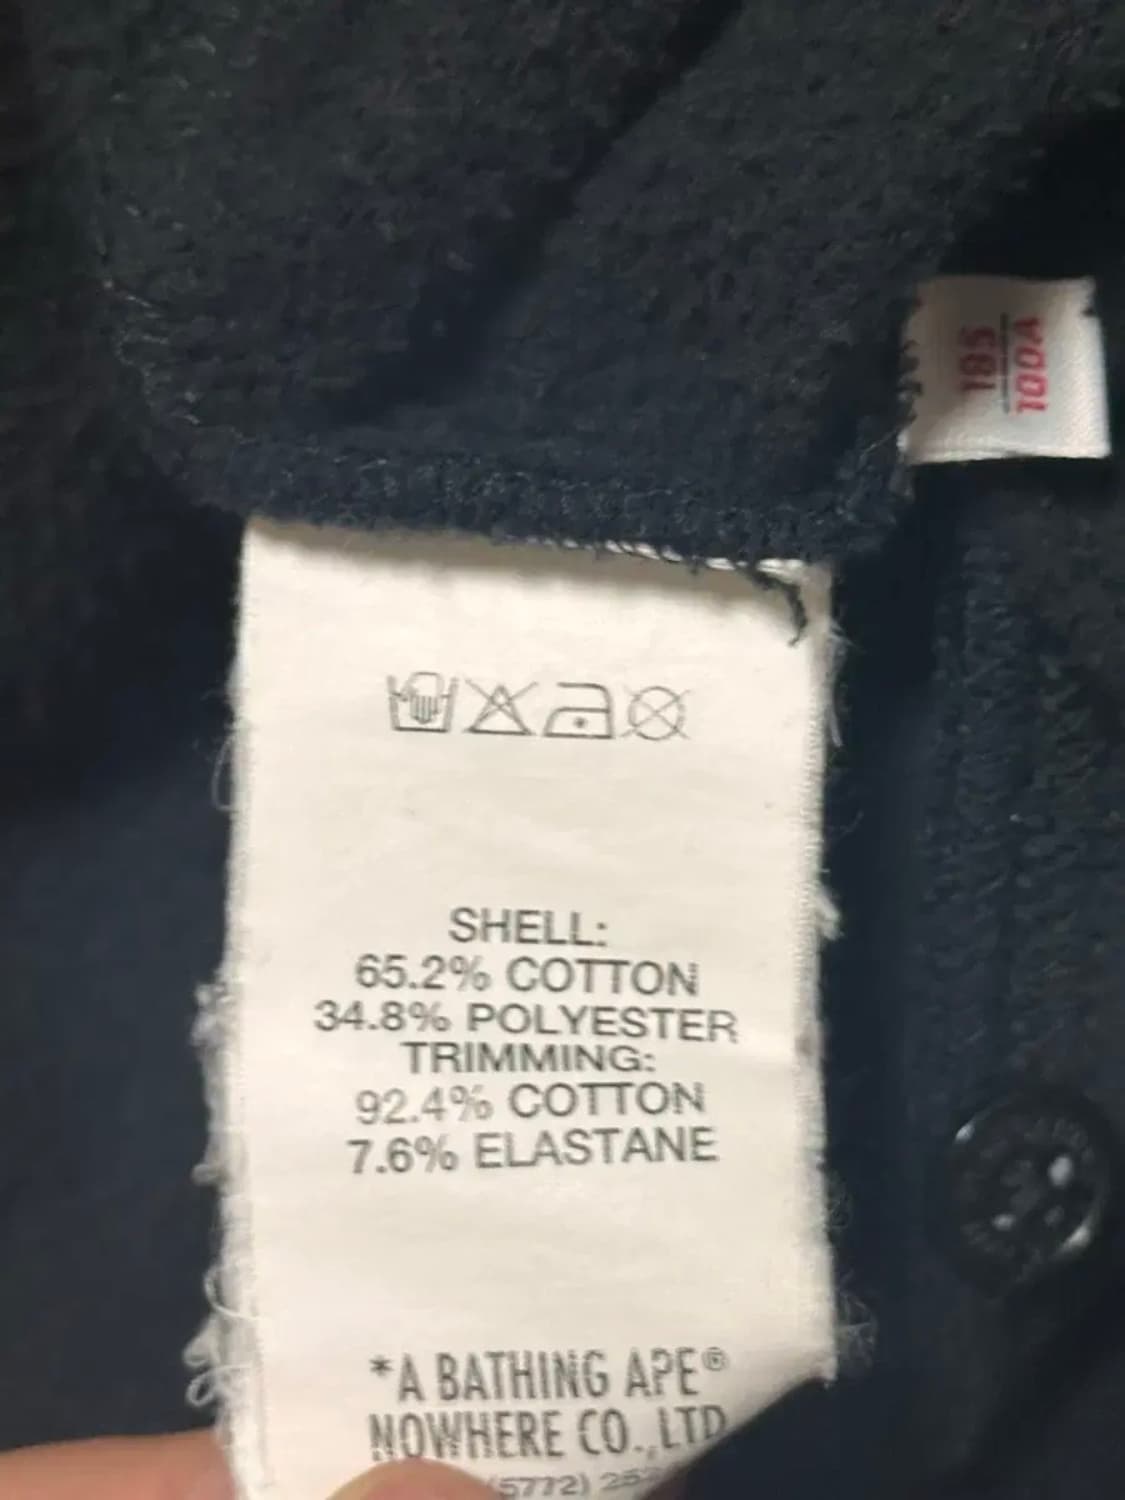 185
100A
SHELL:
65.2% COTTON
34.8% POLYESTER
TRIMMING:
92.4% COTTON
7.6% ELASTANE
*A BATHING APE®
NOWHERE CO., LTD
(5772)